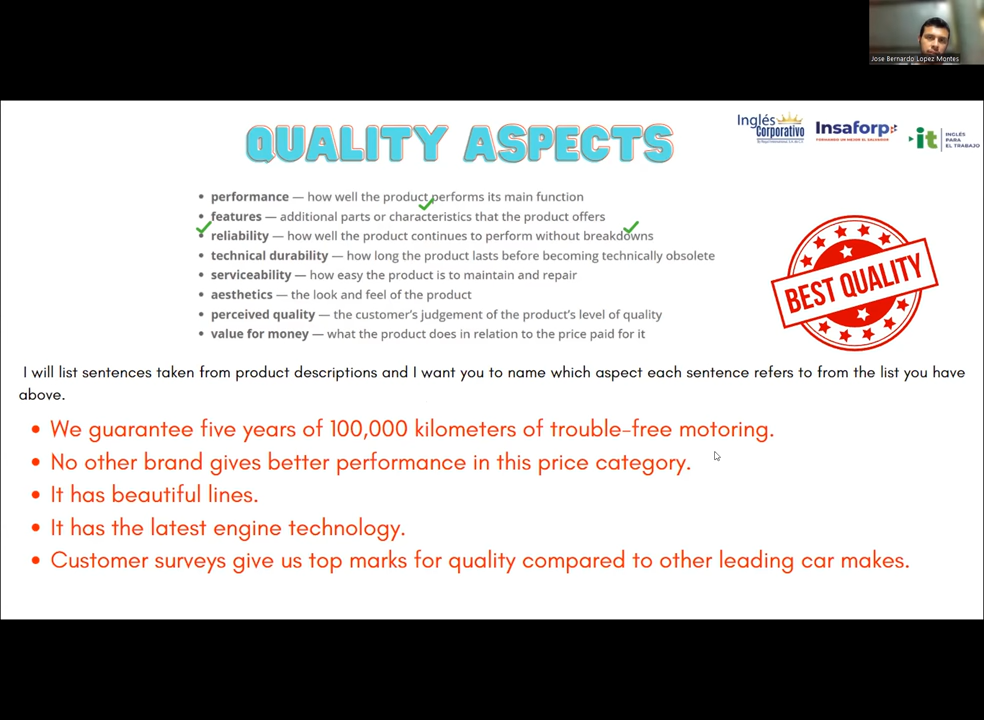 Jose Bernardo Lopez Montes
QUALITY ASPECTS
Inglés
Corporativo
Insaforp
FORMANDO UN MEJOR EL SALVADOR
it
INGLÉS
PARA
EL TRABAJO
• performance — how well the product performs its main function
• features — additional parts or characteristics that the product offers
• reliability — how well the product continues to perform without breakdowns
• technical durability — how long the product lasts before becoming technically obsolete
• serviceability — how easy the product is to maintain and repair
• aesthetics — the look and feel of the product
• perceived quality — the customer's judgement of the product's level of quality
• value for money — what the product does in relation to the price paid for it
BEST QUALITY
I will list sentences taken from product descriptions and I want you to name which aspect each sentence refers to from the list you have
above.
• We guarantee five years of 100,000 kilometers of trouble-free motoring.
• No other brand gives better performance in this price category.
• It has beautiful lines.
• It has the latest engine technology.
• Customer surveys give us top marks for quality compared to other leading car makes.